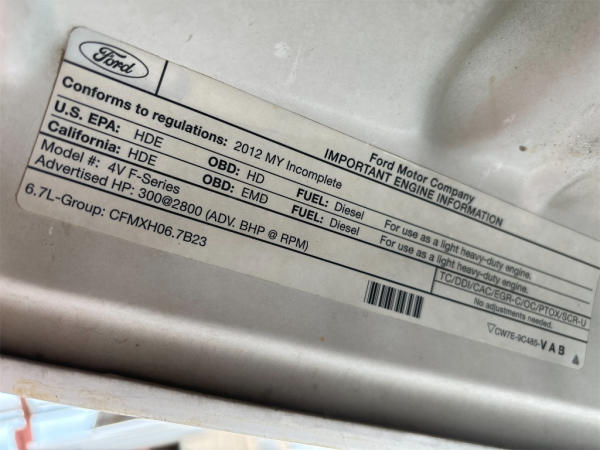 Ford
Ford Motor Company
IMPORTANT ENGINE INFORMATION
Conforms to regulations: 2012 MY Incomplete
U.S. EPA: HDE OBD: HD FUEL: Diesel For use as a light heavy-duty engine.
California: HDE OBD: EMD FUEL: Diesel For use as a light heavy-duty engine.
Model #: 4V F-Series TC/DDI/CAC/EGR-C/OC/PTOX/SCR-U
Advertised HP: 300@2800 (ADV. BHP @ RPM) No adjustments needed.
6.7L-Group: CFMXH06.7B23
CW7E-9C485-VAB